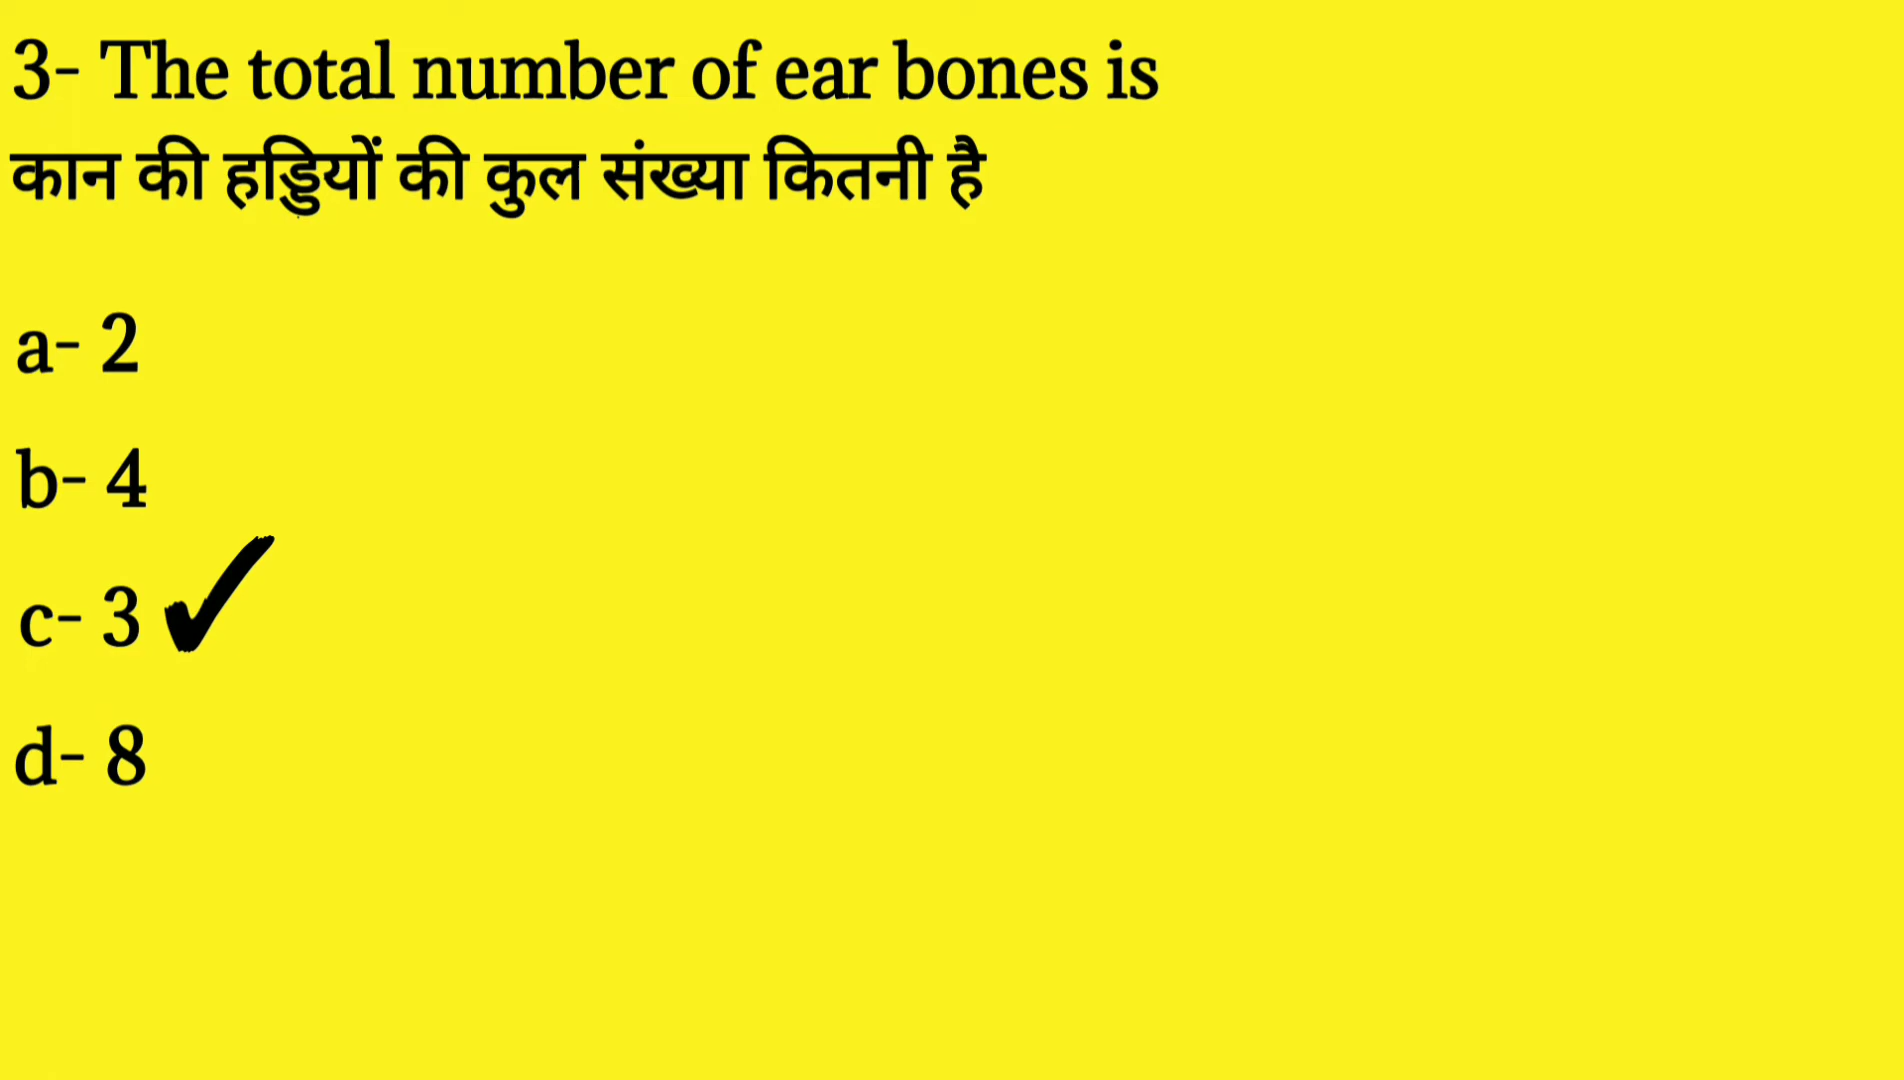 3- The total number of ear bones is
कान की हड्डियों की कुल संख्या कितनी है
a- 2
b- 4
c- 3 ✓
d- 8